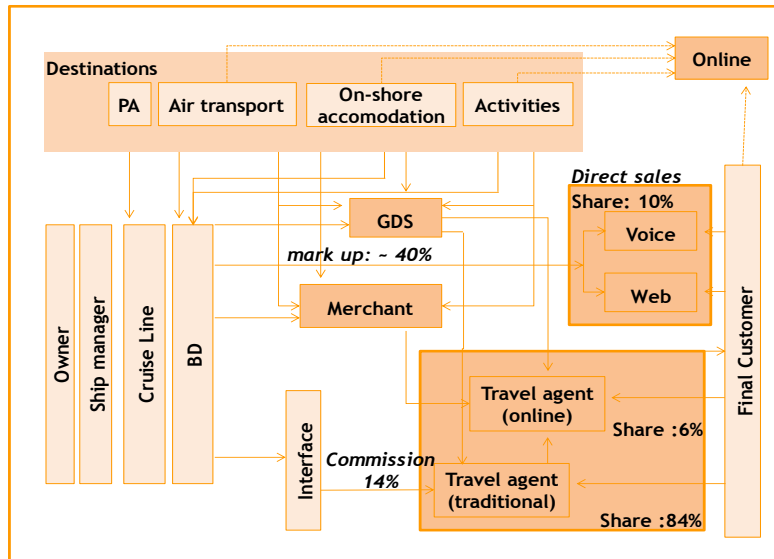 Destinations
PA
Air transport
On-shore
accomodation
Activities
Online
Direct sales
Share: 10%
Voice
Web
GDS
mark up: ~ 40%
Merchant
Owner
Ship manager
Cruise Line
BD
Interface
Commission
14%
Travel agent
(online)
Share :6%
Travel agent
(traditional)
Share :84%
Final Customer